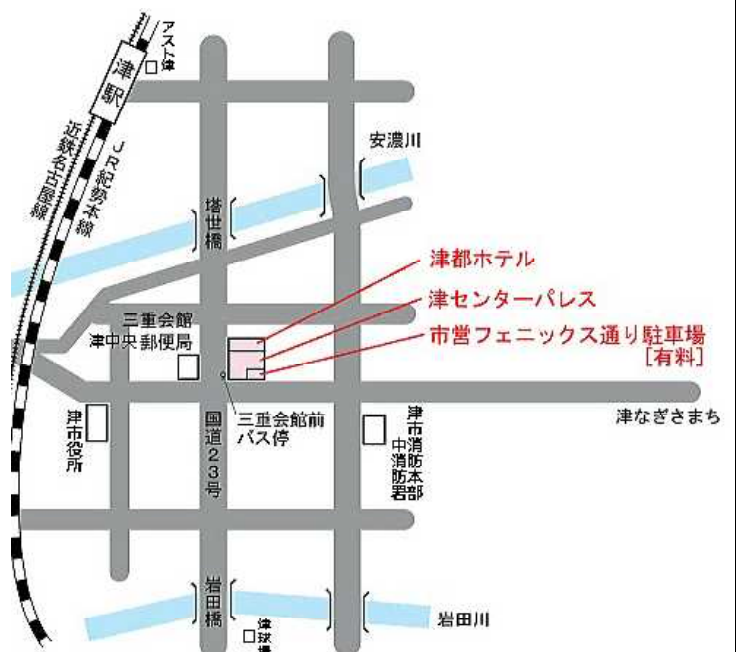 アスト津
津駅
近鉄名古屋線
JR紀勢本線
安濃川
塔世橋
津都ホテル
津センターパレス
市営フェニックス通り駐車場
[有料]
三重会館
津中央郵便局
三重会館前
バス停
国道23号
津市役所
津市消防本部
中消防署
津なぎさまち
岩田橋
岩田川
津球場